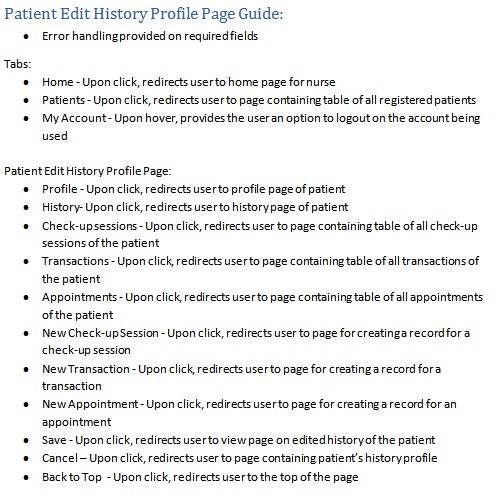 Patient Edit History Profile Page Guide:
• Error handling provided on required fields
Tabs:
• Home - Upon click, redirects user to home page for nurse
• Patients - Upon click, redirects user to page containing table of all registered patients
• My Account - Upon hover, provides the user an option to logout on the account being
used
Patient Edit History Profile Page:
• Profile - Upon click, redirects user to profile page of patient
• History- Upon click, redirects user to history page of patient
• Check-up sessions - Upon click, redirects user to page containing table of all check-up
sessions of the patient
• Transactions - Upon click, redirects user to page containing table of all transactions of
the patient
• Appointments - Upon click, redirects user to page containing table of all appointments
of the patient
• New Check-up Session - Upon click, redirects user to page for creating a record for a
check-up session
• New Transaction - Upon click, redirects user to page for creating a record for a
transaction
• New Appointment - Upon click, redirects user to page for creating a record for an
appointment
• Save - Upon click, redirects user to view page on edited history of the patient
• Cancel – Upon click, redirects user to page containing patient's history profile
• Back to Top - Upon click, redirects user to the top of the page